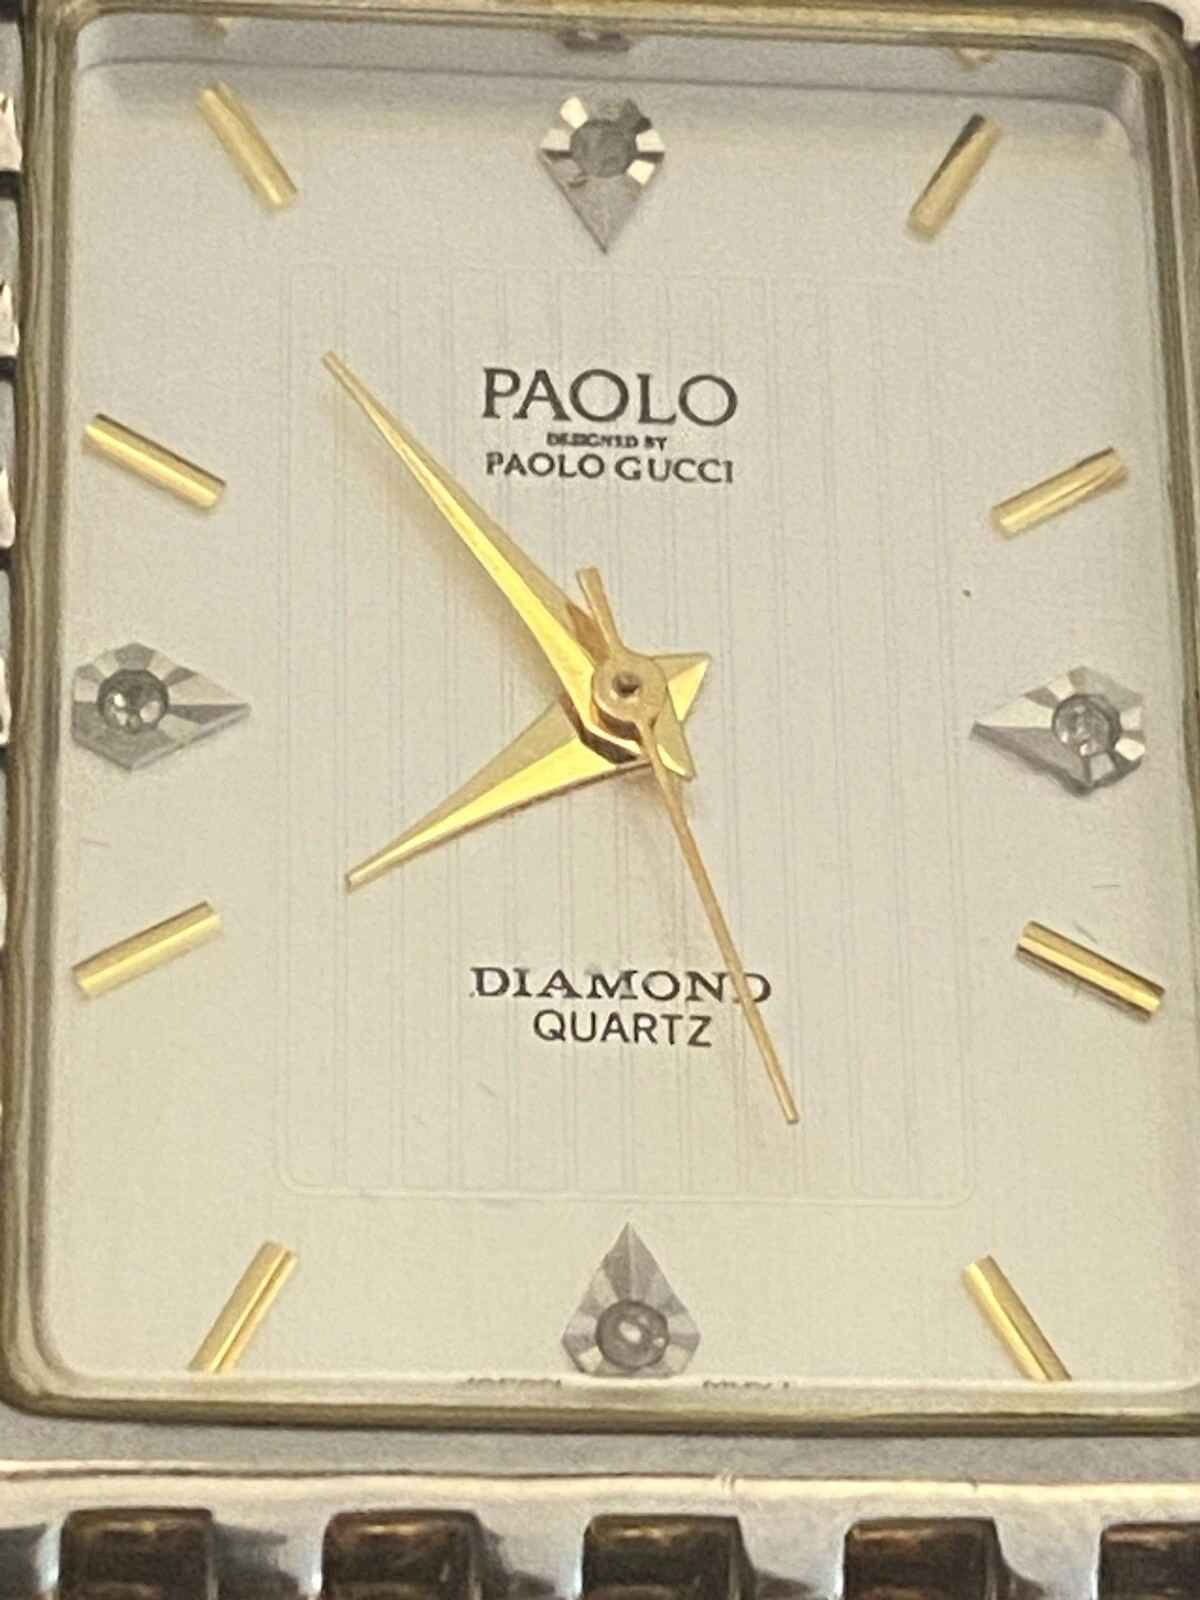 PAOLO
DESIGNED BY
PAOLO GUCCI
DIAMOND
QUARTZ